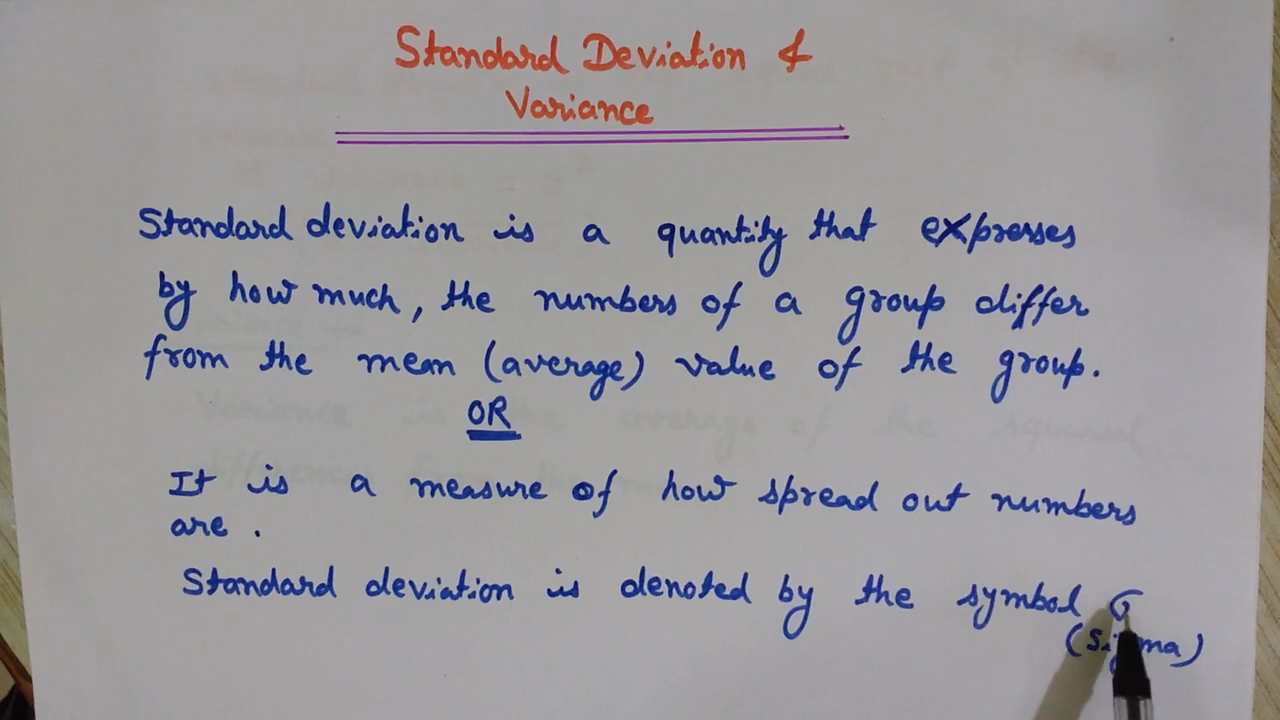 Standard Deviation &
Variance
Standard deviation is a quantity that expresses
by how much, the numbers of a group differ
from the mean (average) value of the group.
OR
It is a measure of how spread out numbers
are.
Standard deviation is denoted by the symbol σ
(Sigma)